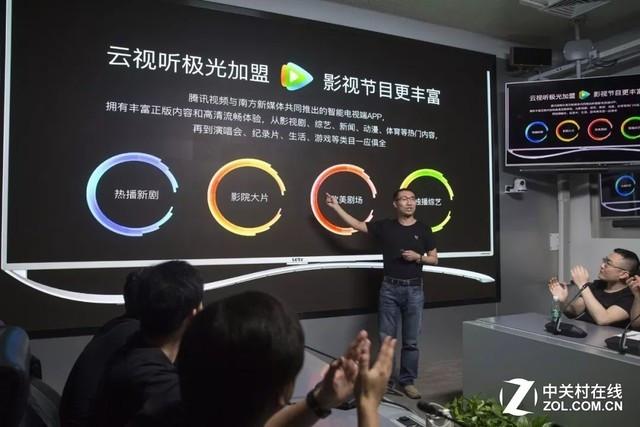 云视听极光加盟 影视节目更丰富
腾讯视频与南方新媒体共同推出的智能电视端APP,
拥有丰富正版内容和高清流畅体验, 从影视剧、综艺、新闻、动漫、体育等热门内容,
再到演唱会、纪录片、生活、游戏等类目一应俱全
热播新剧
影院大片
美剧场
播综艺
云视听极光加盟 影视节目更丰富
中关村在线
ZOL.COM.CN